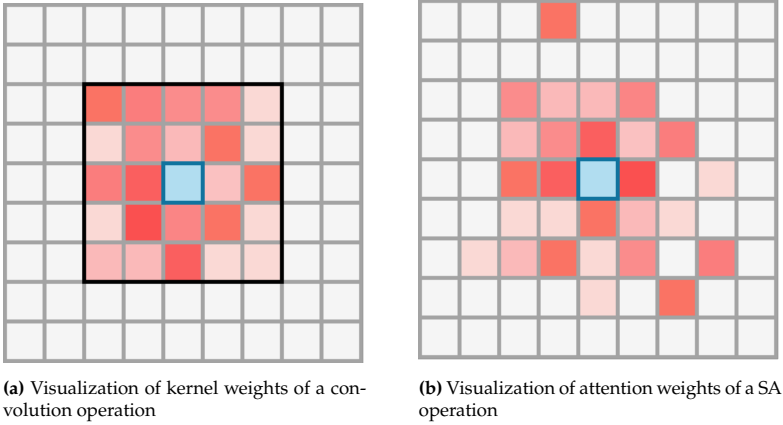 (a) Visualization of kernel weights of a con-
volution operation
(b) Visualization of attention weights of a SA
operation